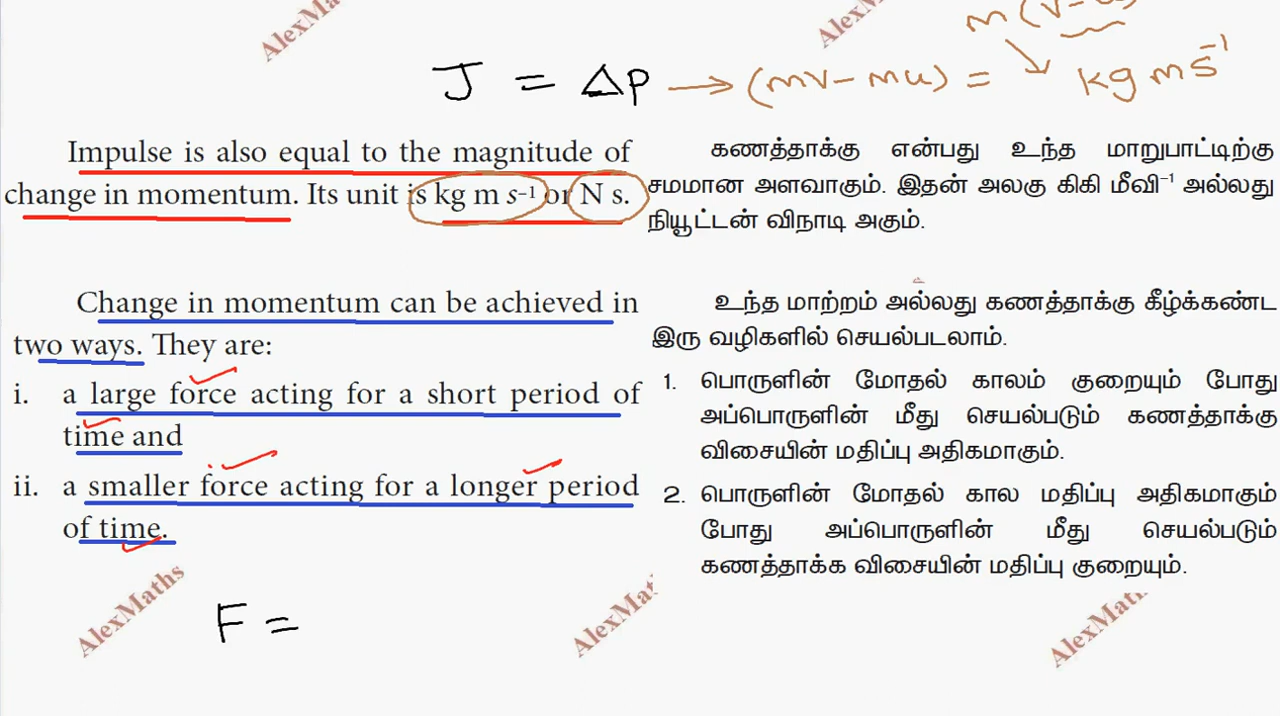 AlexMaths
AlexMaths
m(v-u)
J = Δp → (mv - mu) = kg m s⁻¹
Impulse is also equal to the magnitude of
change in momentum. Its unit is kg m s⁻¹ or N s.
கணத்தாக்கு என்பது உந்த மாறுபாட்டிற்கு
சமமான அளவாகும். இதன் அலகு கிகி மீவி⁻¹ அல்லது
நியூட்டன் விநாடி அகும்.
Change in momentum can be achieved in
two ways. They are:
i. a large force acting for a short period of
time and
ii. a smaller force acting for a longer period
of time.
உந்த மாற்றம் அல்லது கணத்தாக்கு கீழ்க்கண்ட
இரு வழிகளில் செயல்படலாம்.
1. பொருளின் மோதல் காலம் குறையும் போது
அப்பொருளின் மீது செயல்படும் கணத்தாக்கு
விசையின் மதிப்பு அதிகமாகும்.
2. பொருளின் மோதல் கால மதிப்பு அதிகமாகும்
போது அப்பொருளின் மீது செயல்படும்
கணத்தாக்க விசையின் மதிப்பு குறையும்.
F =
AlexMaths
AlexMat
AlexMaths